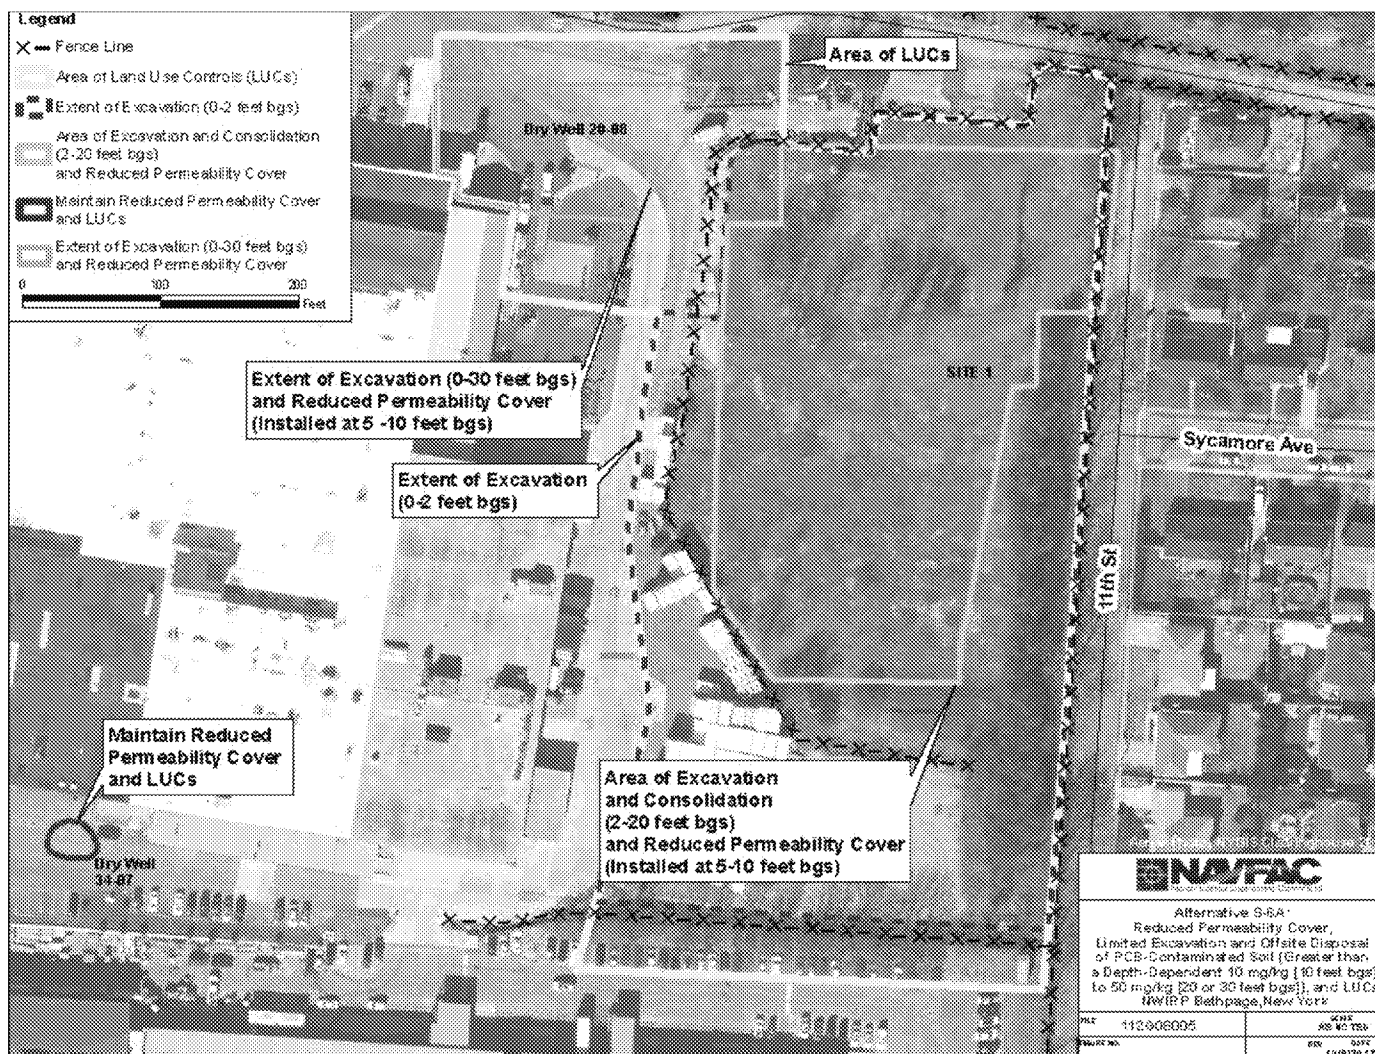 Legend
Fence Line
Area of Land Use Controls (LUCs)
Extent of Excavation (0-2 feet bgs)
Area of Excavation and Consolidation
(2-20 feet bgs)
and Reduced Permeability Cover
Maintain Reduced Permeability Cover
and LUCs
Extent of Excavation (0-30 feet bgs)
and Reduced Permeability Cover
0 100 200
Feet
Area of LUCs
Dry Well 20-08
Extent of Excavation (0-30 feet bgs)
and Reduced Permeability Cover
(Installed at 5 -10 feet bgs)
SITE 1
Sycamore Ave
Extent of Excavation
(0-2 feet bgs)
11th St
Maintain Reduced
Permeability Cover
and LUCs
Dry Well
34-07
Area of Excavation
and Consolidation
(2-20 feet bgs)
and Reduced Permeability Cover
(Installed at 5-10 feet bgs)
NAVFAC
Alternative S-6A:
Reduced Permeability Cover,
Limited Excavation and Offsite Disposal
of PCB-Contaminated Soil (Greater than
a Depth-Dependent 10 mg/kg [10 feet bgs]
to 50 mg/kg [20 or 30 feet bgs]), and LUCs
NWIRP Bethpage, New York
FILE 112G06005
SCALE
FIGURE NO.
REV DATE